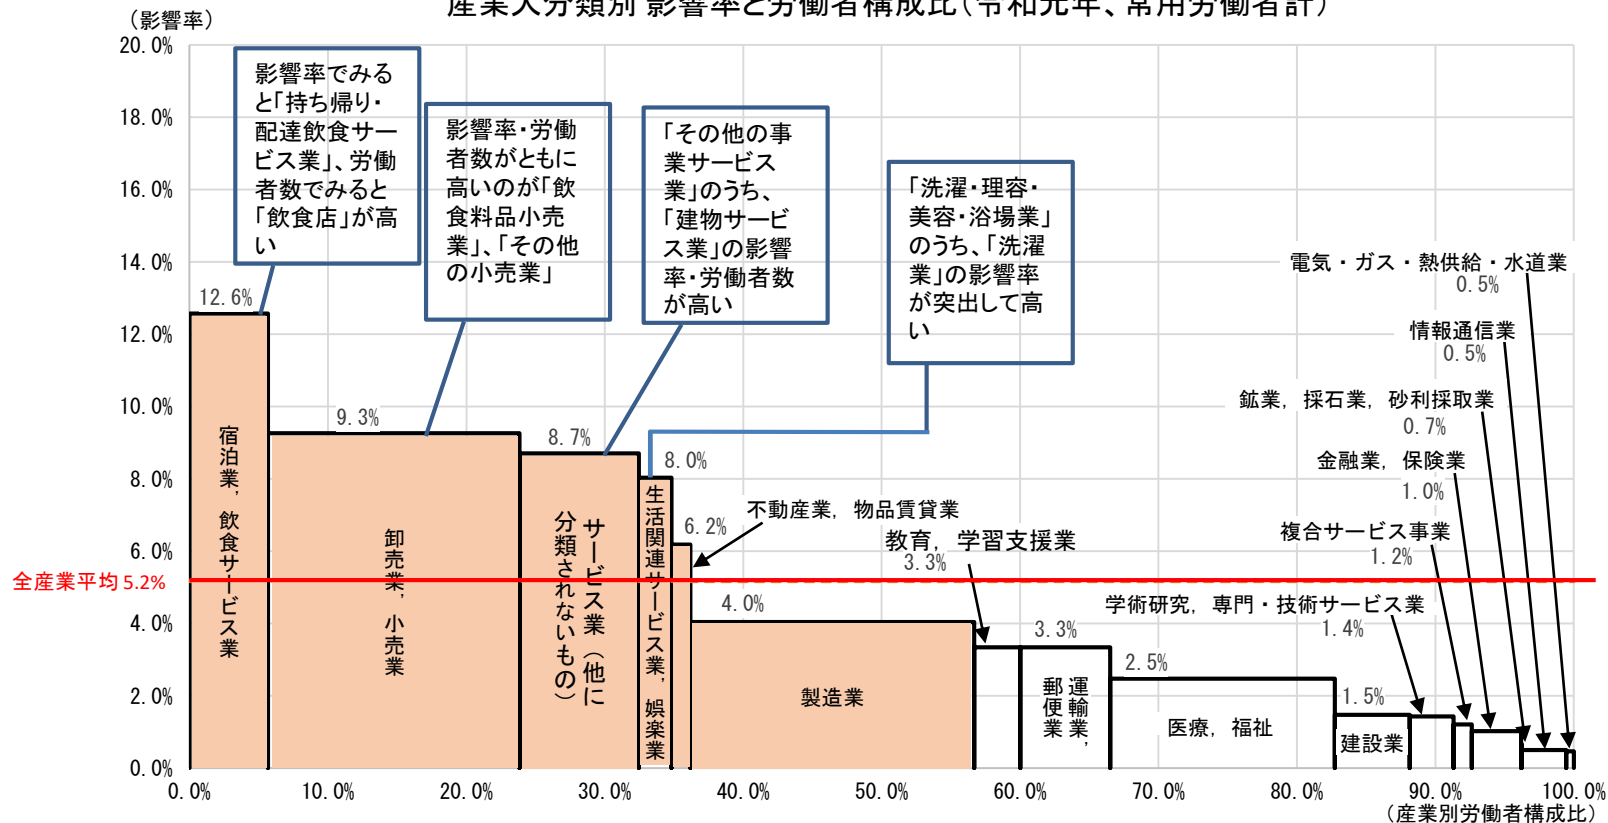 産業大分類別 影響率と労働者構成比（令和元年、常用労働者計）
（影響率）
20.0%
18.0%
16.0%
14.0%
12.0%
10.0%
8.0%
6.0%
4.0%
2.0%
0.0%
全産業平均 5.2%
影響率でみる
と「持ち帰り・
配達飲食サー
ビス業」、労働
者数でみると
「飲食店」が高
い
影響率・労働
者数がともに
高いのが「飲
食料品小売
業」、「その他
の小売業」
「その他の事
業サービス
業」のうち、
「建物サービ
ス業」の影響
率・労働者数
が高い
「洗濯・理容・
美容・浴場業」
のうち、「洗濯
業」の影響率
が突出して高
い
12.6%
宿泊業，飲食サービス業
9.3%
卸売業，小売業
8.7%
サービス業（他に
分類されないもの）
8.0%
生活関連サービス業，娯楽業
6.2%
不動産業，物品賃貸業
4.0%
製造業
教育，学習支援業
3.3%
3.3%
運輸業，
郵便業
2.5%
医療，福祉
1.5%
建設業
学術研究，専門・技術サービス業
1.4%
複合サービス事業
1.2%
金融業，保険業
1.0%
鉱業，採石業，砂利採取業
0.7%
情報通信業
0.5%
電気・ガス・熱供給・水道業
0.5%
0.0%
10.0%
20.0%
30.0%
40.0%
50.0%
60.0%
70.0%
80.0%
90.0%
100.0%
（産業別労働者構成比）